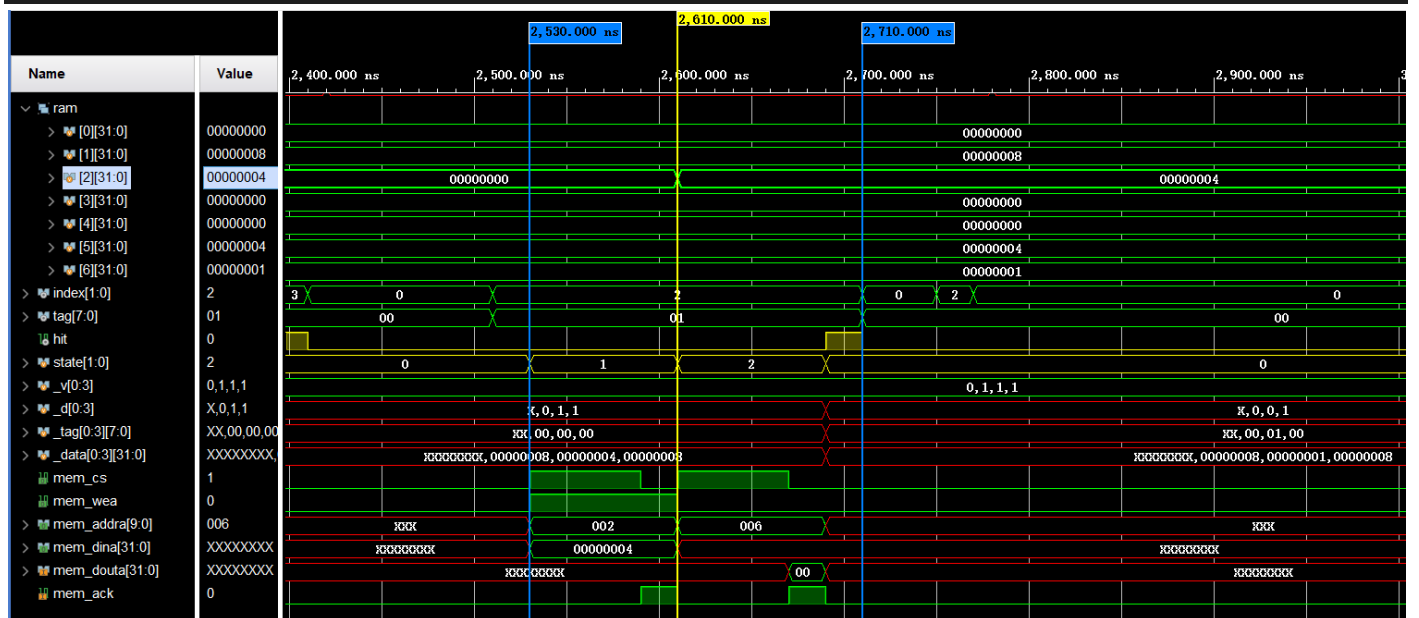 2,610.000 ns
2,530.000 ns 2,710.000 ns
Name Value 2,400.000 ns 2,500.000 ns 2,600.000 ns 2,700.000 ns 2,800.000 ns 2,900.000 ns
ram
[0][31:0] 00000000 00000000
[1][31:0] 00000008 00000008
[2][31:0] 00000004 00000000 00000004
[3][31:0] 00000000 00000000
[4][31:0] 00000000 00000000
[5][31:0] 00000004 00000004
[6][31:0] 00000001 00000001
index[1:0] 2 3 0 2 0 2 0
tag[7:0] 01 00 01 00
hit 0
state[1:0] 2 0 1 2 0
_v[0:3] 0,1,1,1 0,1,1,1
_d[0:3] X,0,1,1 X,0,1,1 X,0,0,1
_tag[0:3][7:0] XX,00,00,00 XX,00,00,00 XX,00,01,00
_data[0:3][31:0] XXXXXXXX, XXXXXXXX,00000008,00000004,00000008 XXXXXXXX,00000008,00000001,00000008
mem_cs 1
mem_wea 0
mem_addra[9:0] 006 XXX 002 006 XXX
mem_dina[31:0] XXXXXXXX XXXXXXXX 00000004 XXXXXXXX
mem_douta[31:0] XXXXXXXX XXXXXXXX 00 XXXXXXXX
mem_ack 0